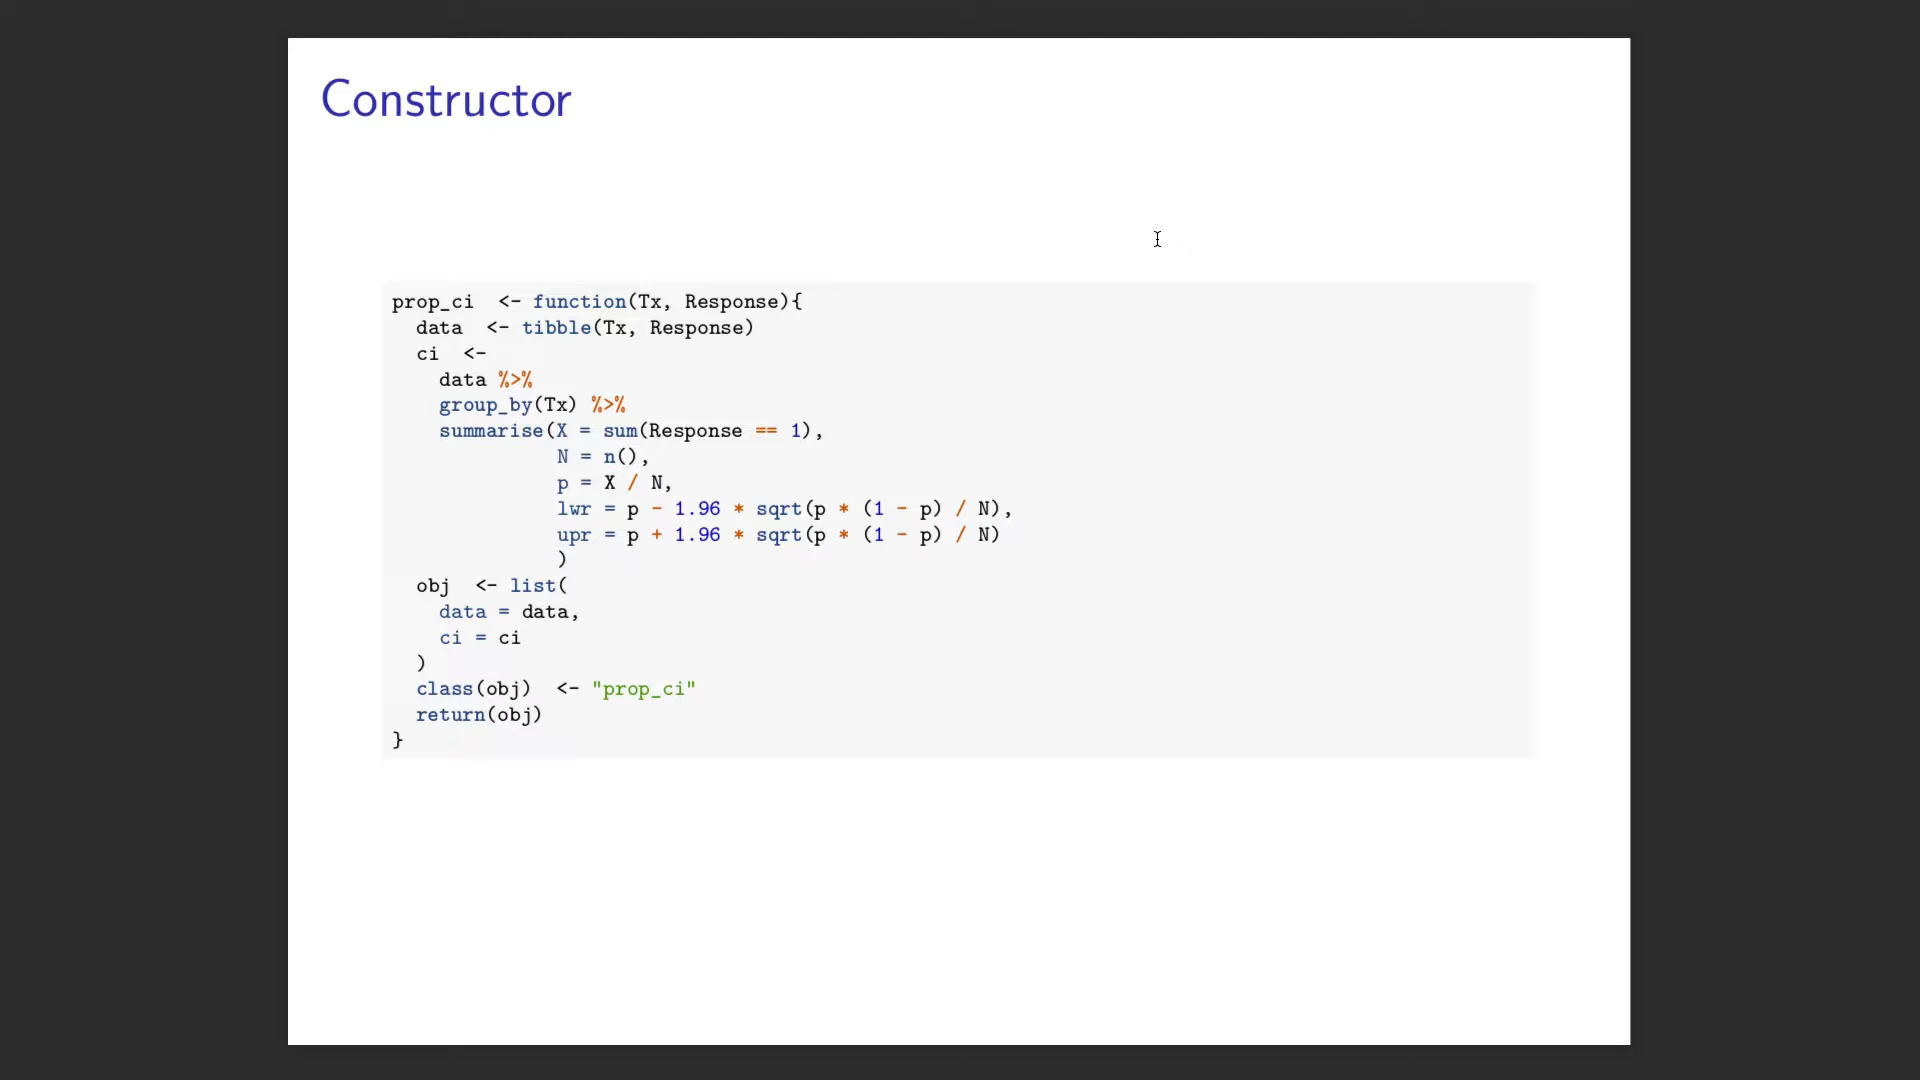 Constructor
prop_ci <- function(Tx, Response){
  data <- tibble(Tx, Response)
  ci <-
    data %>%
    group_by(Tx) %>%
    summarise(X = sum(Response == 1),
              N = n(),
              p = X / N,
              lwr = p - 1.96 * sqrt(p * (1 - p) / N),
              upr = p + 1.96 * sqrt(p * (1 - p) / N)
              )
  obj <- list(
    data = data,
    ci = ci
  )
  class(obj) <- "prop_ci"
  return(obj)
}